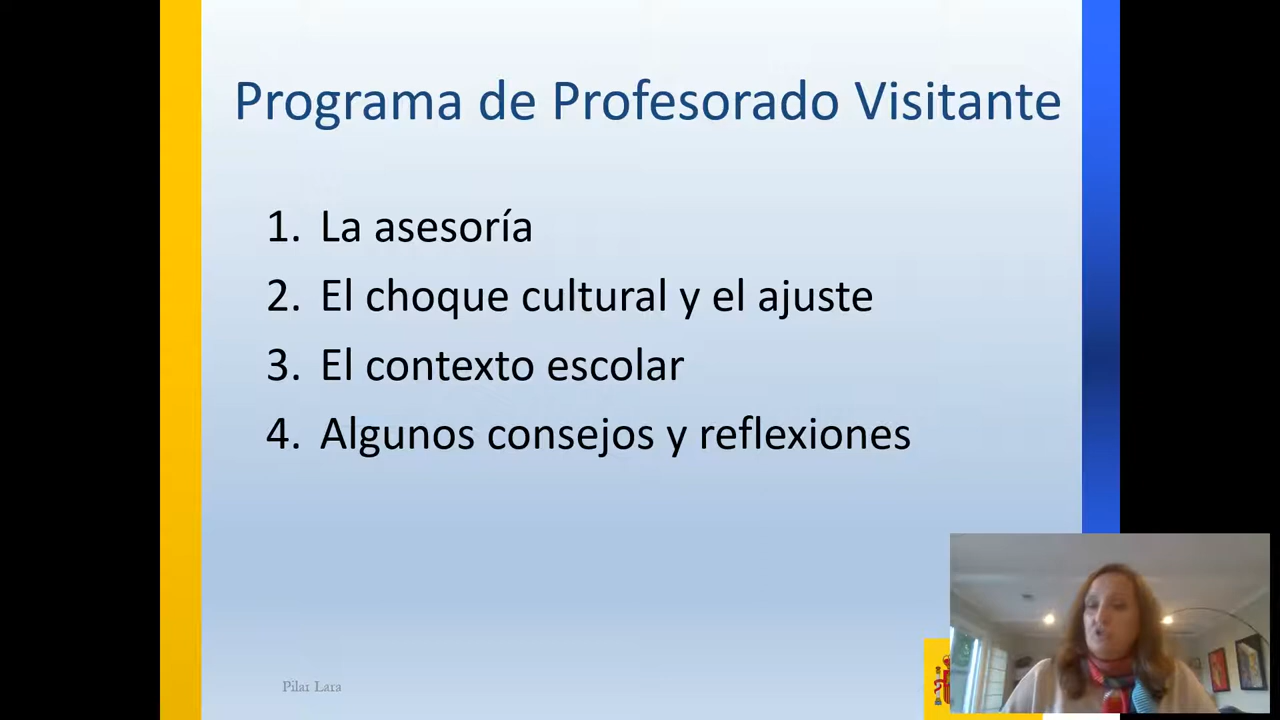 Programa de Profesorado Visitante
1. La asesoría
2. El choque cultural y el ajuste
3. El contexto escolar
4. Algunos consejos y reflexiones
Pilar Lara